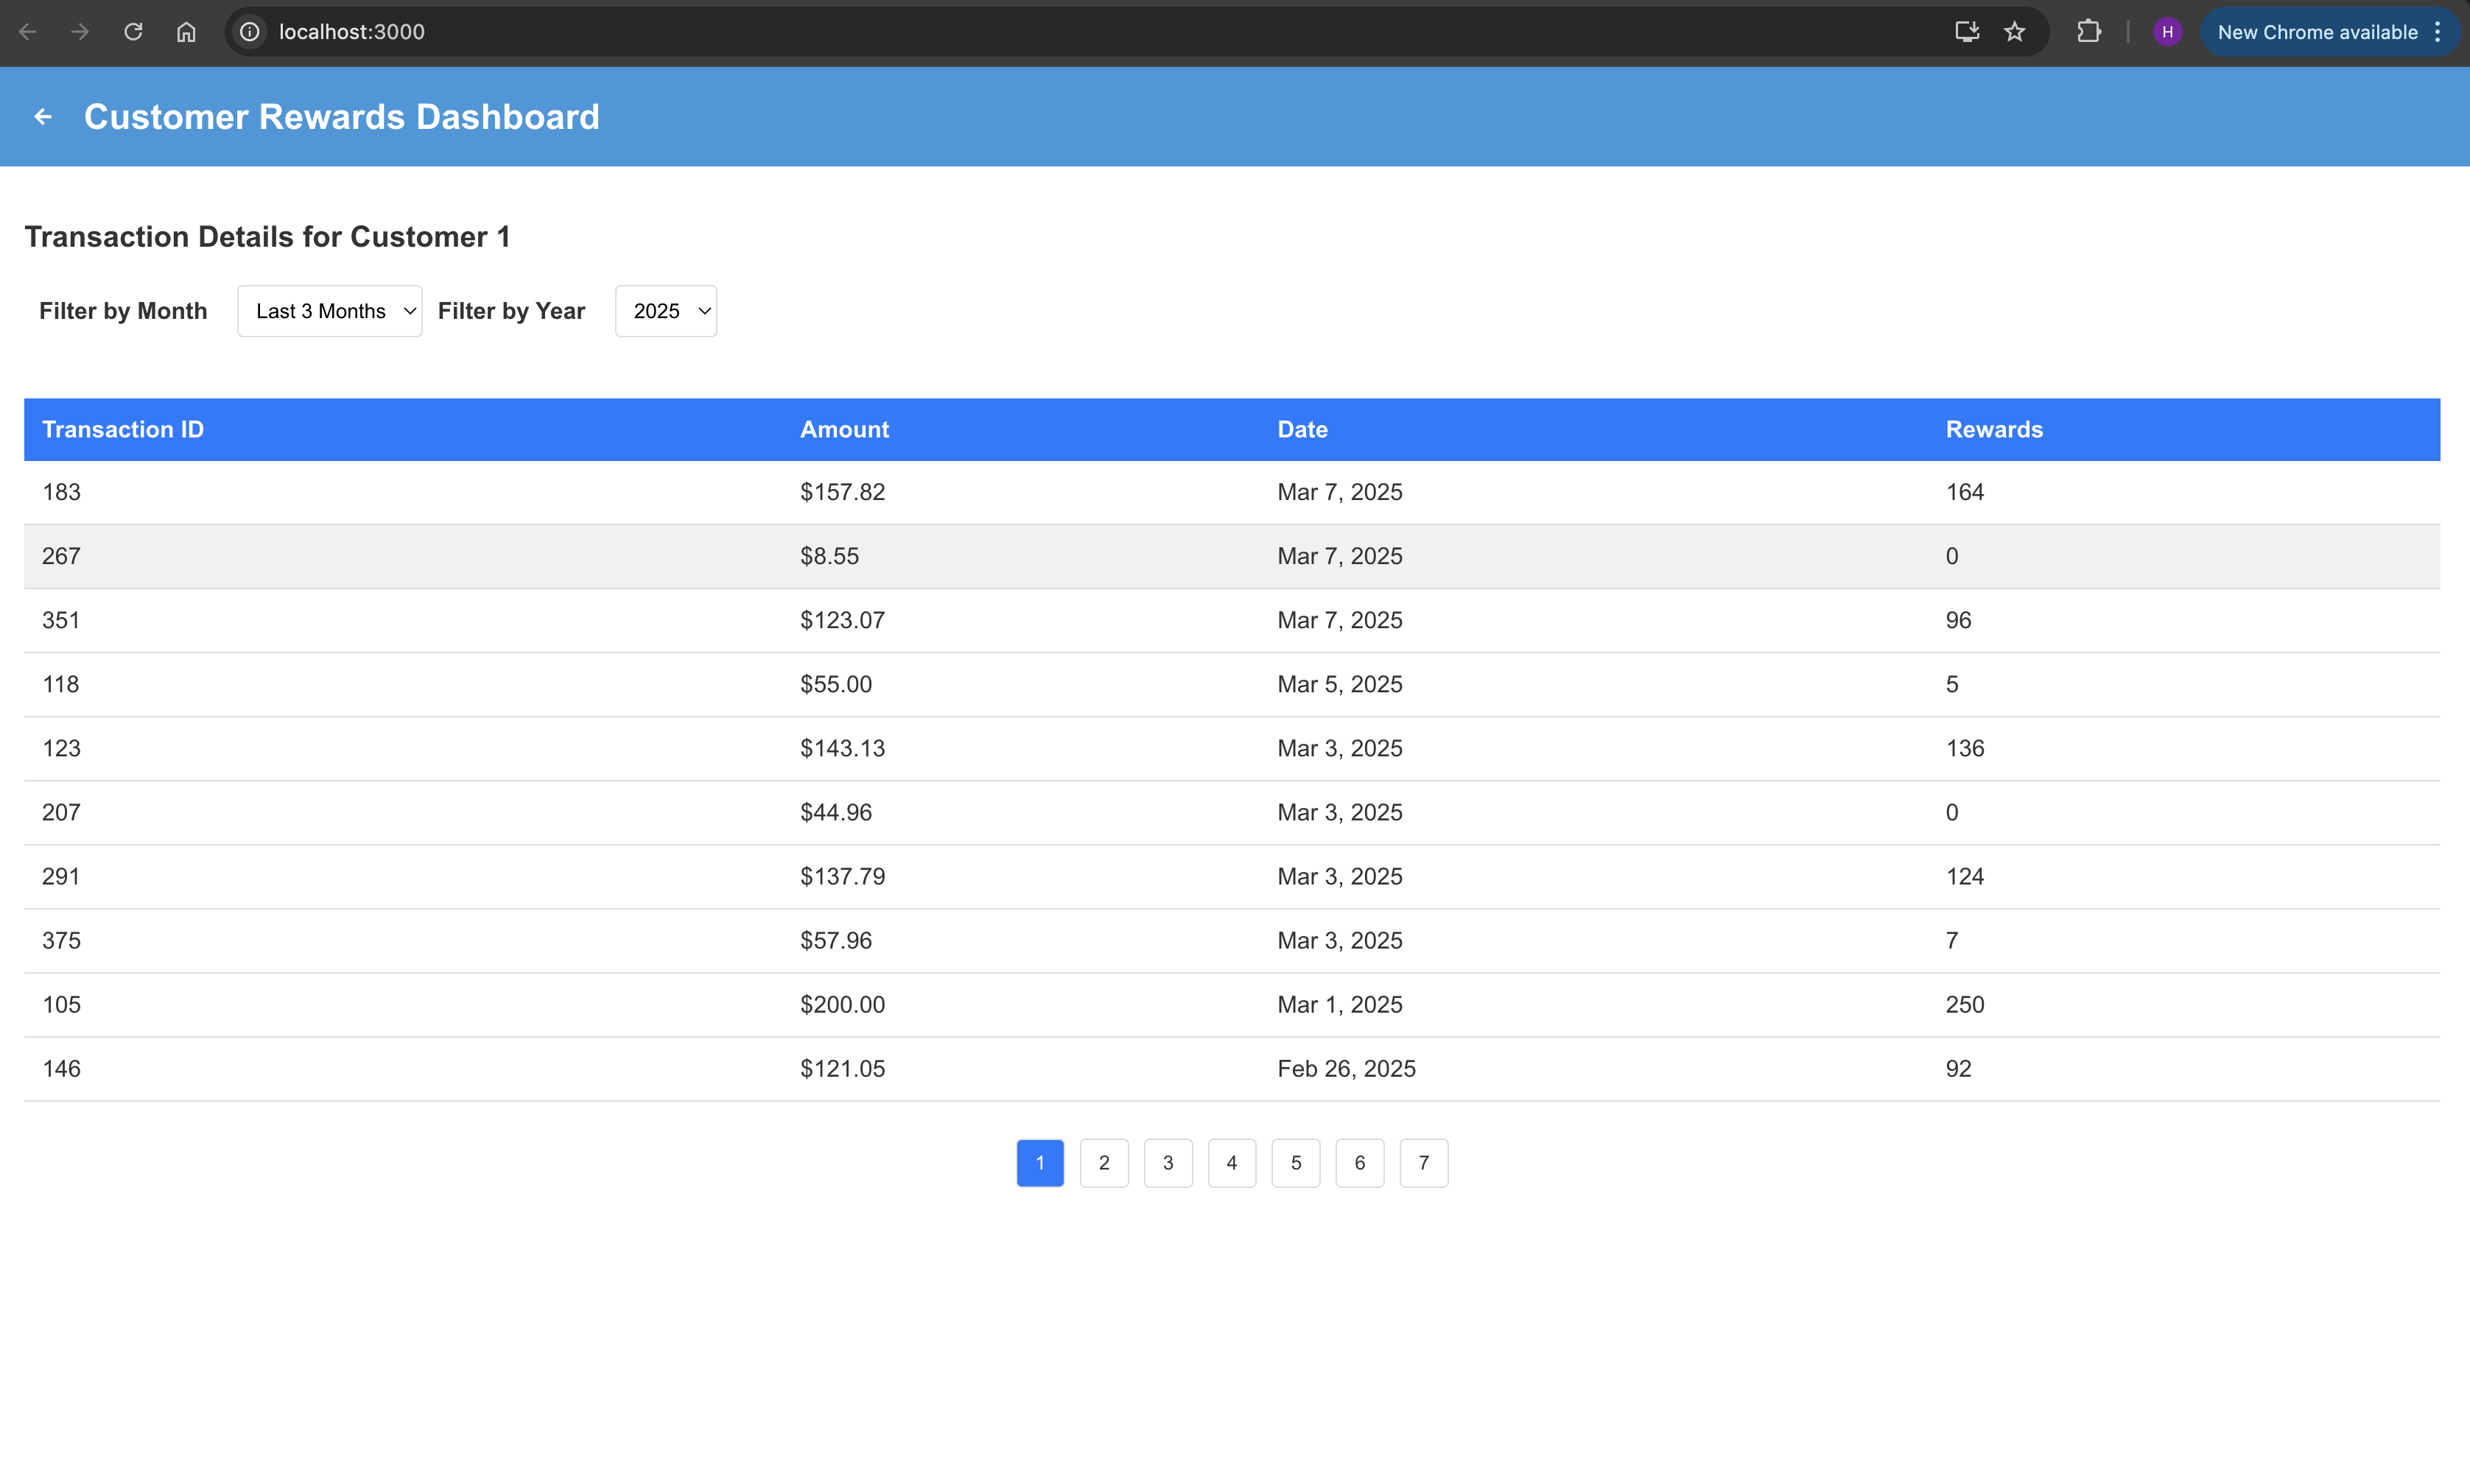 localhost:3000
H
New Chrome available
Customer Rewards Dashboard
Transaction Details for Customer 1
Filter by Month Last 3 Months Filter by Year 2025
Transaction ID Amount Date Rewards
183 $157.82 Mar 7, 2025 164
267 $8.55 Mar 7, 2025 0
351 $123.07 Mar 7, 2025 96
118 $55.00 Mar 5, 2025 5
123 $143.13 Mar 3, 2025 136
207 $44.96 Mar 3, 2025 0
291 $137.79 Mar 3, 2025 124
375 $57.96 Mar 3, 2025 7
105 $200.00 Mar 1, 2025 250
146 $121.05 Feb 26, 2025 92
1 2 3 4 5 6 7